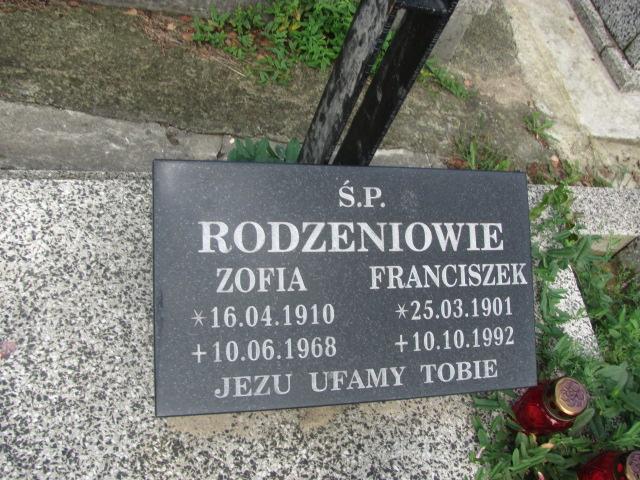 Ś.P.
RODZENIOWIE
ZOFIA FRANCISZEK
*16.04.1910 *25.03.1901
+10.06.1968 +10.10.1992
JEZU UFAMY TOBIE